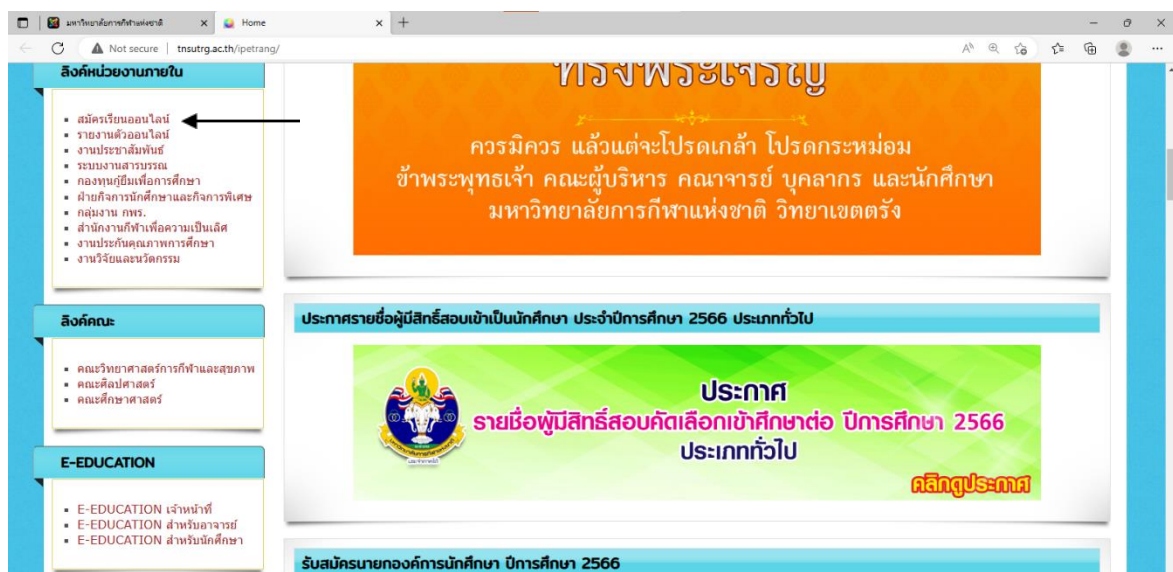 มหาวิทยาลัยการกีฬาแห่งชาติ
Home
Not secure | tnsutrg.ac.th/ipetrang/
ลิงค์หน่วยงานภายใน
สมัครเรียนออนไลน์
รายงานตัวออนไลน์
งานประชาสัมพันธ์
ระบบงานสารบรรณ
กองทุนกู้ยืมเพื่อการศึกษา
ฝ่ายกิจการนักศึกษาและกิจการพิเศษ
กลุ่มงาน กพร.
สำนักงานกีฬาเพื่อความเป็นเลิศ
งานประกันคุณภาพการศึกษา
งานวิจัยและนวัตกรรม
ทรงพระเจริญ
ควรมิควร แล้วแต่จะโปรดเกล้า โปรดกระหม่อม
ข้าพระพุทธเจ้า คณะผู้บริหาร คณาจารย์ บุคลากร และนักศึกษา
มหาวิทยาลัยการกีฬาแห่งชาติ วิทยาเขตตรัง
ลิงค์คณะ
คณะวิทยาศาสตร์การกีฬาและสุขภาพ
คณะศิลปศาสตร์
คณะศึกษาศาสตร์
ประกาศรายชื่อผู้มีสิทธิ์สอบเข้าเป็นนักศึกษา ประจำปีการศึกษา 2566 ประเภททั่วไป
ประกาศ
รายชื่อผู้มีสิทธิ์สอบคัดเลือกเข้าศึกษาต่อ ปีการศึกษา 2566
ประเภททั่วไป
คลิกดูประกาศ
E-EDUCATION
E-EDUCATION เจ้าหน้าที่
E-EDUCATION สำหรับอาจารย์
E-EDUCATION สำหรับนักศึกษา
รับสมัครนายกองค์การนักศึกษา ปีการศึกษา 2566